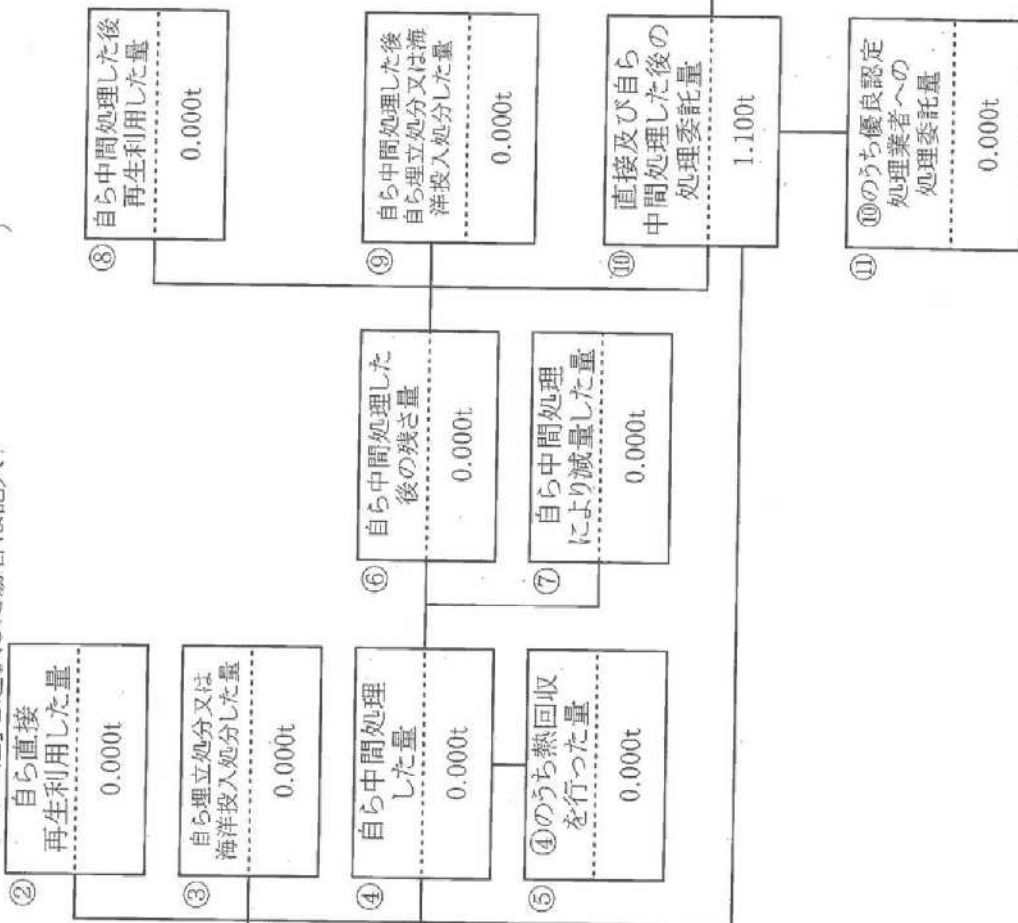 ②
自ら直接
再生利用した量
0.000t
③
自ら埋立処分又は
海洋投入処分した量
0.000t
④
自ら中間処理
した量
0.000t
⑤
④のうち熱回収
を行った量
0.000t
⑥
自ら中間処理した
後の残さ量
0.000t
⑦
自ら中間処理
により減量した量
0.000t
⑧
自ら中間処理した後
再生利用した量
0.000t
⑨
自ら中間処理した後
自ら埋立処分又は海
洋投入処分した量
0.000t
⑩
直接及び自ら
中間処理した後の
処理委託量
1.100t
⑪
⑩のうち優良認定
処理業者への
処理委託量
0.000t